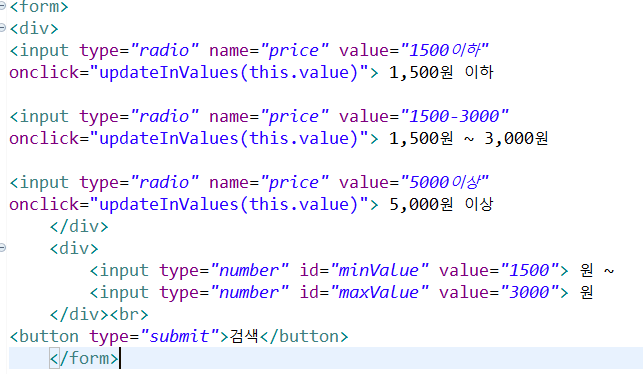 <form>
<div>
<input type="radio" name="price" value="1500이하"
onclick="updateInValues(this.value)"> 1,500원 이하
<input type="radio" name="price" value="1500-3000"
onclick="updateInValues(this.value)"> 1,500원 ~ 3,000원
<input type="radio" name="price" value="5000이상"
onclick="updateInValues(this.value)"> 5,000원 이상
</div>
<div>
<input type="number" id="minValue" value="1500"> 원 ~
<input type="number" id="maxValue" value="3000"> 원
</div><br>
<button type="submit">검색</button>
</form>